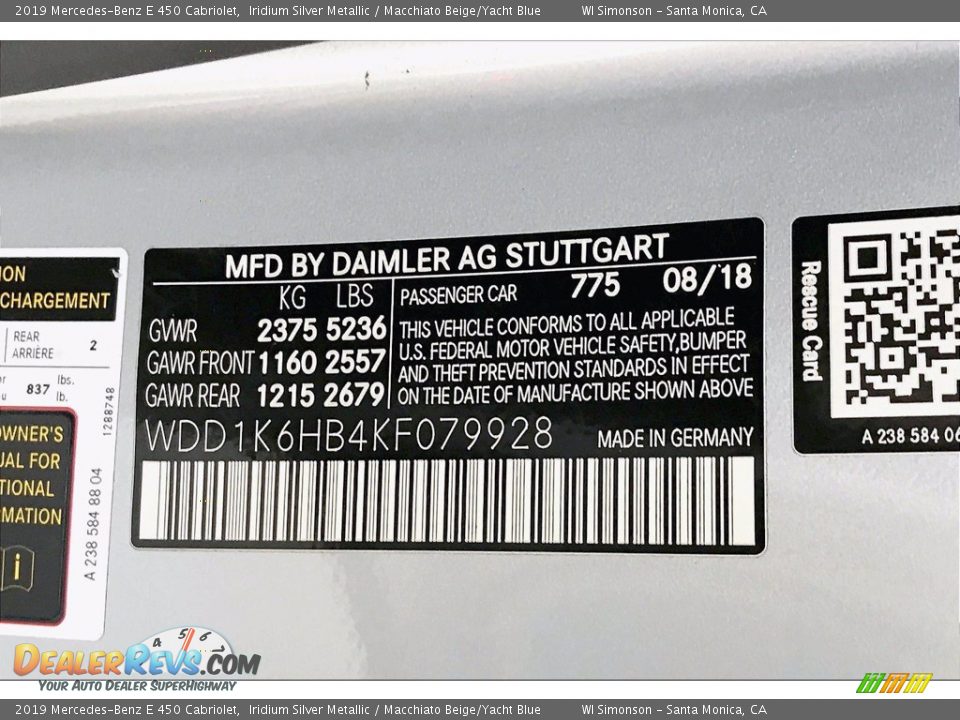 2019 Mercedes-Benz E 450 Cabriolet, Iridium Silver Metallic / Macchiato Beige/Yacht Blue WI Simonson - Santa Monica, CA
MFD BY DAIMLER AG STUTTGART
KG LBS
GVWR 2375 5236
GAWR FRONT 1160 2557
GAWR REAR 1215 2679
PASSENGER CAR 775 08/18
THIS VEHICLE CONFORMS TO ALL APPLICABLE
U.S. FEDERAL MOTOR VEHICLE SAFETY,BUMPER
AND THEFT PREVENTION STANDARDS IN EFFECT
ON THE DATE OF MANUFACTURE SHOWN ABOVE
WDD1K6HB4KF079928 MADE IN GERMANY
CHARGEMENT
REAR
ARRIÈRE 2
837 lbs.
lb.
1288748
OWNER'S
FOR
i
A 238 584 88 04
Rescue Card
A 238 584 06
4 5 6 7
DEALERREVS.COM
YOUR AUTO DEALER SUPERHIGHWAY
2019 Mercedes-Benz E 450 Cabriolet, Iridium Silver Metallic / Macchiato Beige/Yacht Blue WI Simonson - Santa Monica, CA